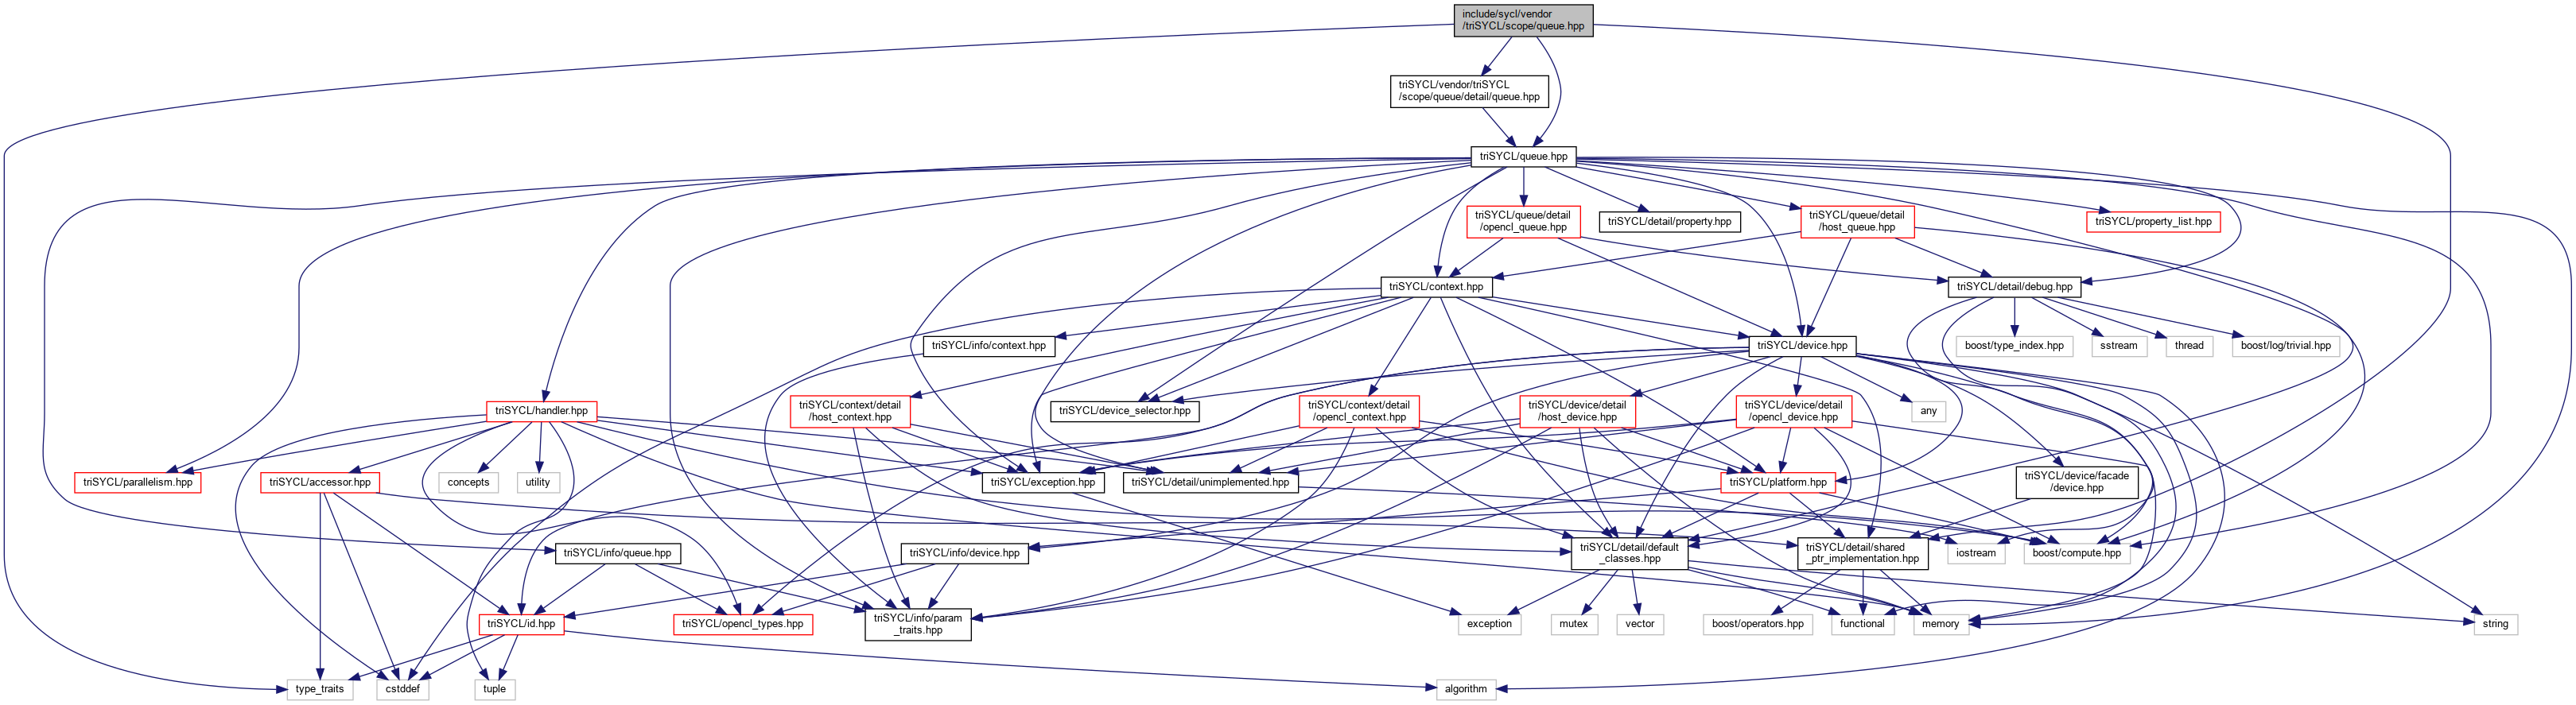 include/sycl/vendor
/triSYCL/scope/queue.hpp
triSYCL/vendor/triSYCL
/scope/queue/detail/queue.hpp
triSYCL/queue.hpp
triSYCL/queue/detail
/opencl_queue.hpp
triSYCL/detail/property.hpp
triSYCL/queue/detail
/host_queue.hpp
triSYCL/property_list.hpp
triSYCL/context.hpp
triSYCL/detail/debug.hpp
triSYCL/info/context.hpp
triSYCL/device.hpp
boost/type_index.hpp
sstream
thread
boost/log/trivial.hpp
triSYCL/handler.hpp
triSYCL/context/detail
/host_context.hpp
triSYCL/device_selector.hpp
triSYCL/context/detail
/opencl_context.hpp
triSYCL/device/detail
/host_device.hpp
triSYCL/device/detail
/opencl_device.hpp
any
triSYCL/parallelism.hpp
triSYCL/accessor.hpp
concepts
utility
triSYCL/exception.hpp
triSYCL/detail/unimplemented.hpp
triSYCL/platform.hpp
triSYCL/device/facade
/device.hpp
triSYCL/info/queue.hpp
triSYCL/info/device.hpp
triSYCL/detail/default
_classes.hpp
triSYCL/detail/shared
_ptr_implementation.hpp
iostream
boost/compute.hpp
triSYCL/id.hpp
triSYCL/opencl_types.hpp
triSYCL/info/param
_traits.hpp
exception
mutex
vector
boost/operators.hpp
functional
memory
string
type_traits
cstddef
tuple
algorithm